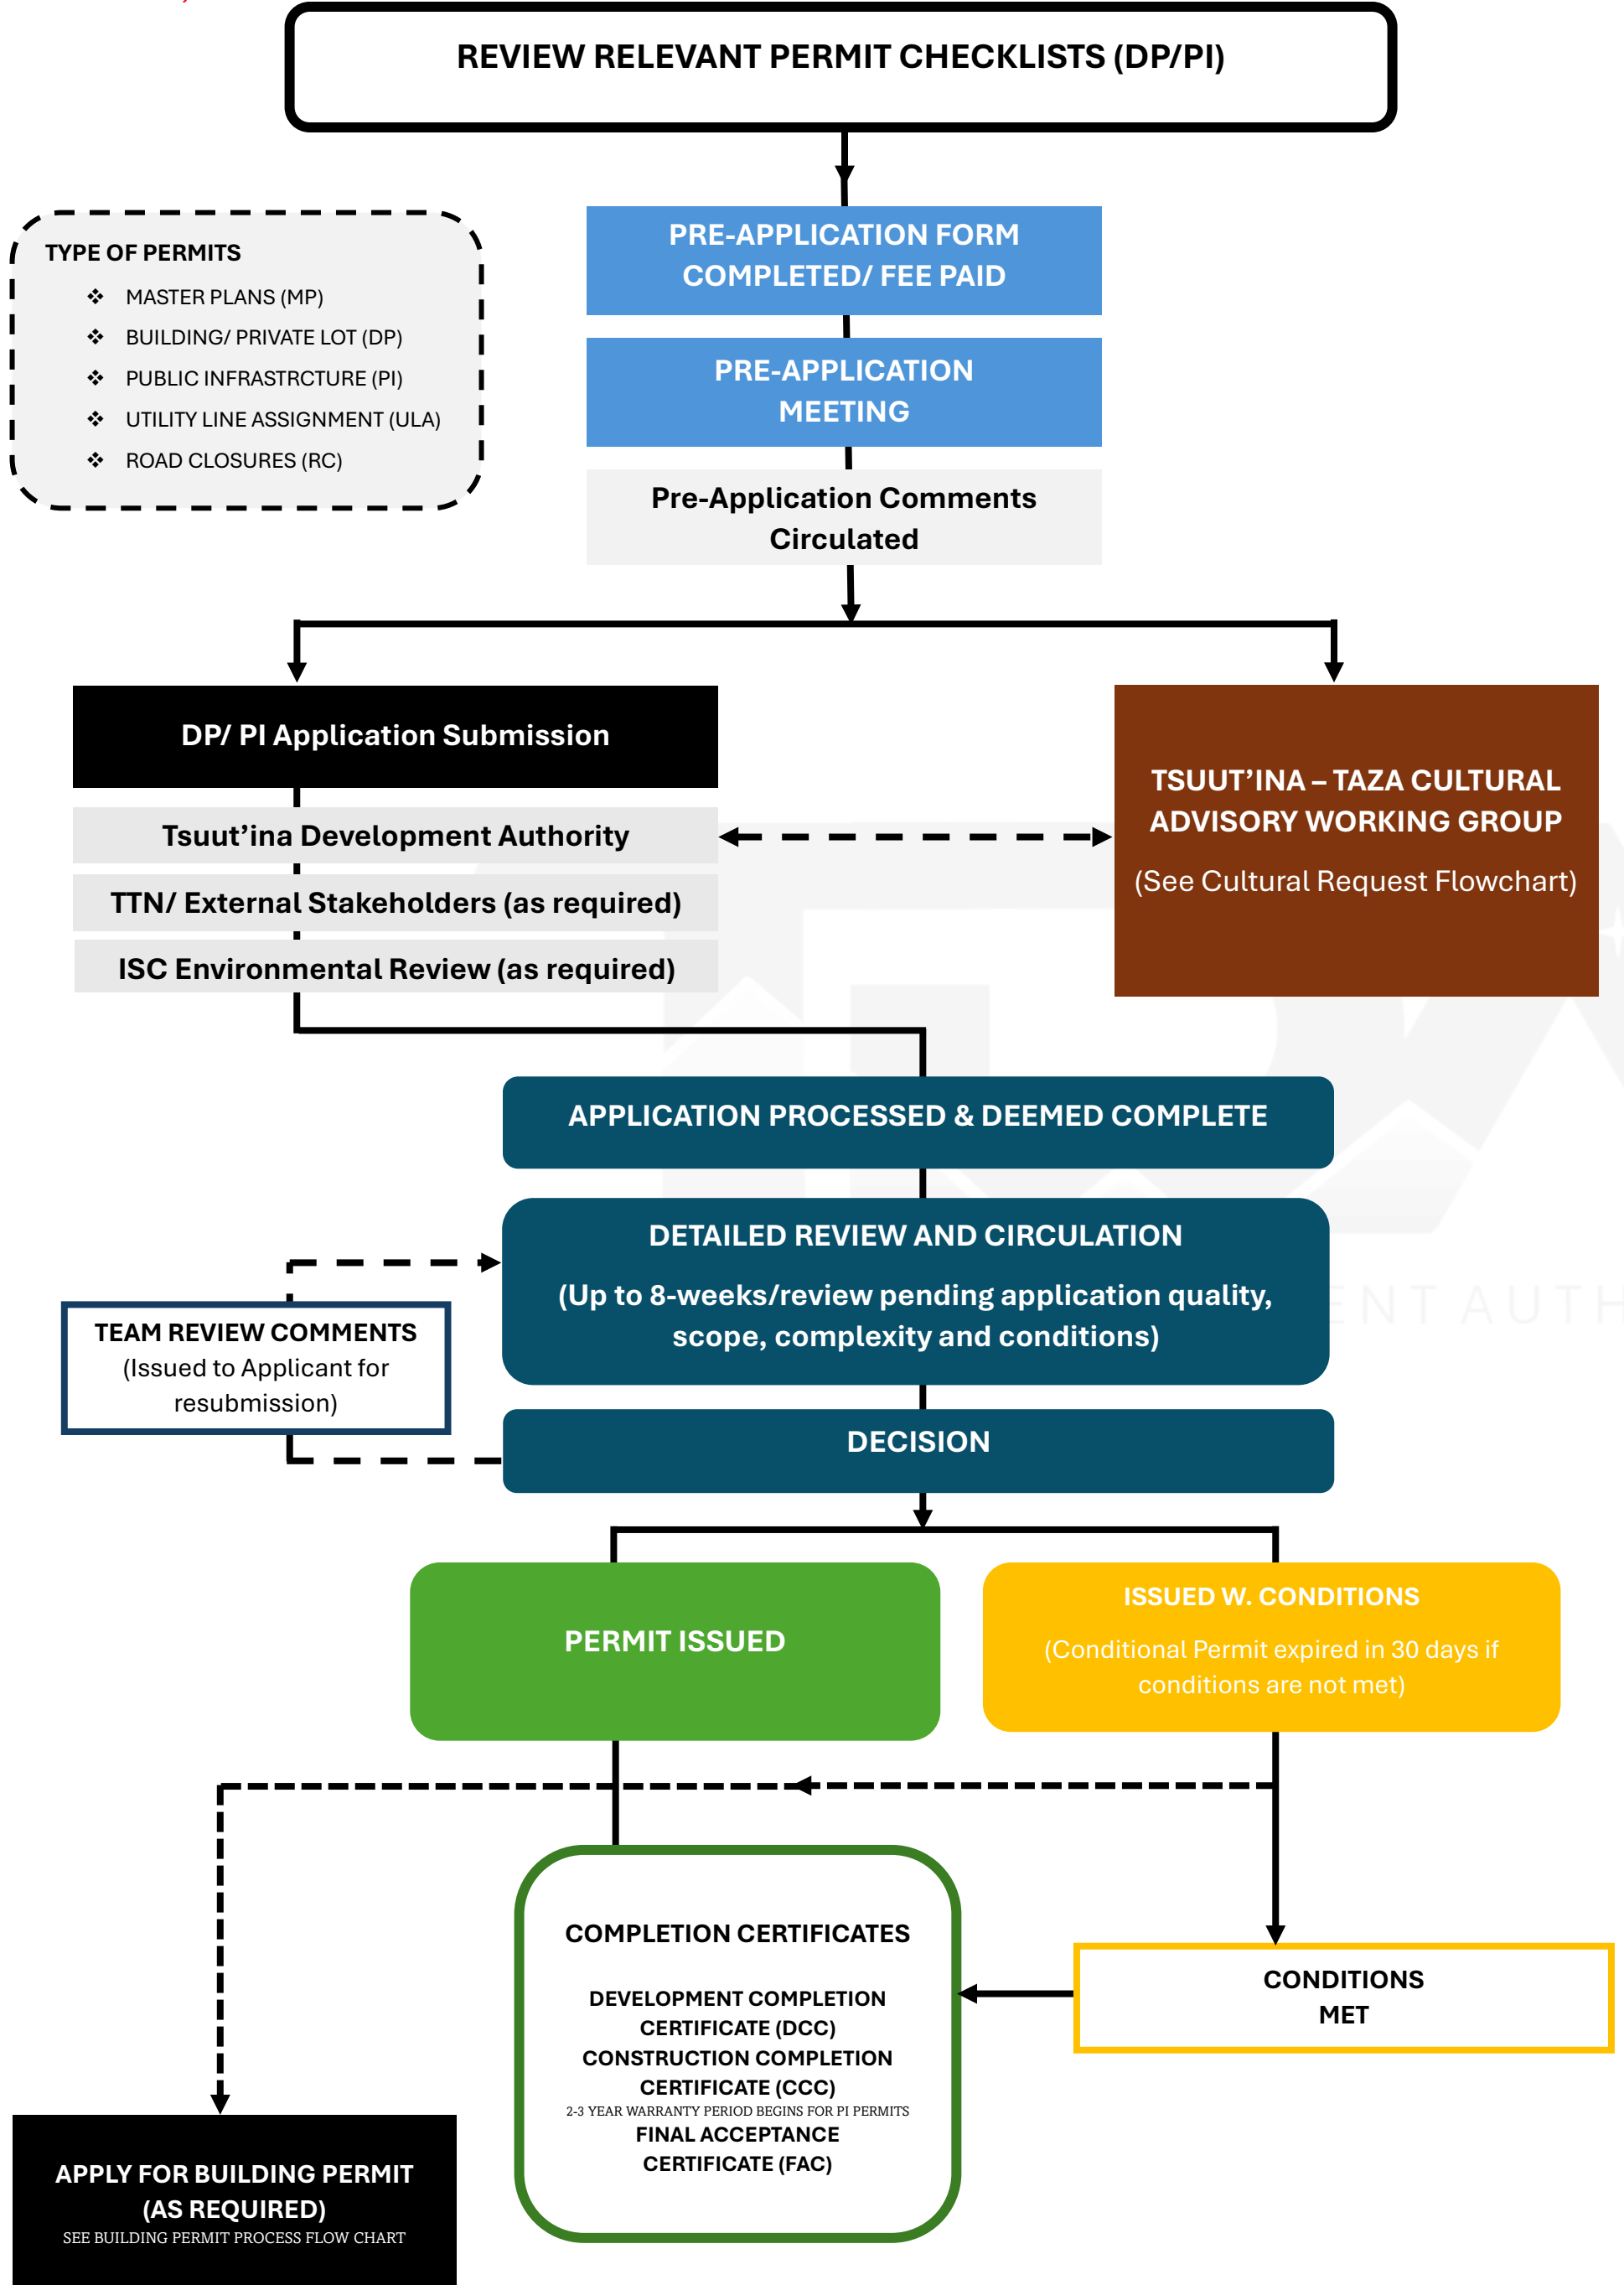 REVIEW RELEVANT PERMIT CHECKLISTS (DP/PI)
PRE-APPLICATION FORM
COMPLETED/ FEE PAID
TYPE OF PERMITS
❖ MASTER PLANS (MP)
❖ BUILDING/ PRIVATE LOT (DP)
❖ PUBLIC INFRASTRCTURE (PI)
❖ UTILITY LINE ASSIGNMENT (ULA)
❖ ROAD CLOSURES (RC)
PRE-APPLICATION
MEETING
Pre-Application Comments
Circulated
DP/ PI Application Submission
Tsuut’ina Development Authority
TTN/ External Stakeholders (as required)
ISC Environmental Review (as required)
TSUUT’INA – TAZA CULTURAL
ADVISORY WORKING GROUP
(See Cultural Request Flowchart)
APPLICATION PROCESSED & DEEMED COMPLETE
DETAILED REVIEW AND CIRCULATION
(Up to 8-weeks/review pending application quality,
scope, complexity and conditions)
ENT AUTH
TEAM REVIEW COMMENTS
(Issued to Applicant for
resubmission)
DECISION
PERMIT ISSUED
ISSUED W. CONDITIONS
(Conditional Permit expired in 30 days if
conditions are not met)
COMPLETION CERTIFICATES
DEVELOPMENT COMPLETION
CERTIFICATE (DCC)
CONSTRUCTION COMPLETION
CERTIFICATE (CCC)
2-3 YEAR WARRANTY PERIOD BEGINS FOR PI PERMITS
FINAL ACCEPTANCE
CERTIFICATE (FAC)
CONDITIONS
MET
APPLY FOR BUILDING PERMIT
(AS REQUIRED)
SEE BUILDING PERMIT PROCESS FLOW CHART